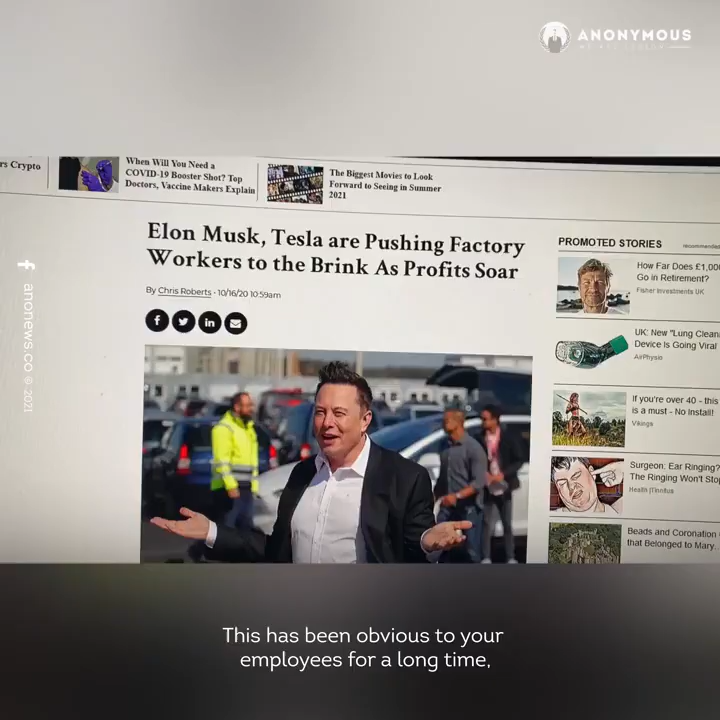 ANONYMOUS
rs Crypto
When Will You Need a
COVID-19 Booster Shot? Top
Doctors, Vaccine Makers Explain
The Biggest Movies to Look
Forward to Seeing in Summer
2021
Elon Musk, Tesla are Pushing Factory
Workers to the Brink As Profits Soar
By Chris Roberts · 10/16/20 10:59am
PROMOTED STORIES
recommended
How Far Does £1,00
Go in Retirement?
Fisher Investments UK
UK: New "Lung Clean
Device Is Going Viral
AirPhysio
If you're over 40 - this
is a must - No Install!
Vikings
Surgeon: Ear Ringing?
The Ringing Won't Stop
Health |Tinnitus
Beads and Coronation
that Belonged to Mary
anonews.co © 2021
This has been obvious to your
employees for a long time,